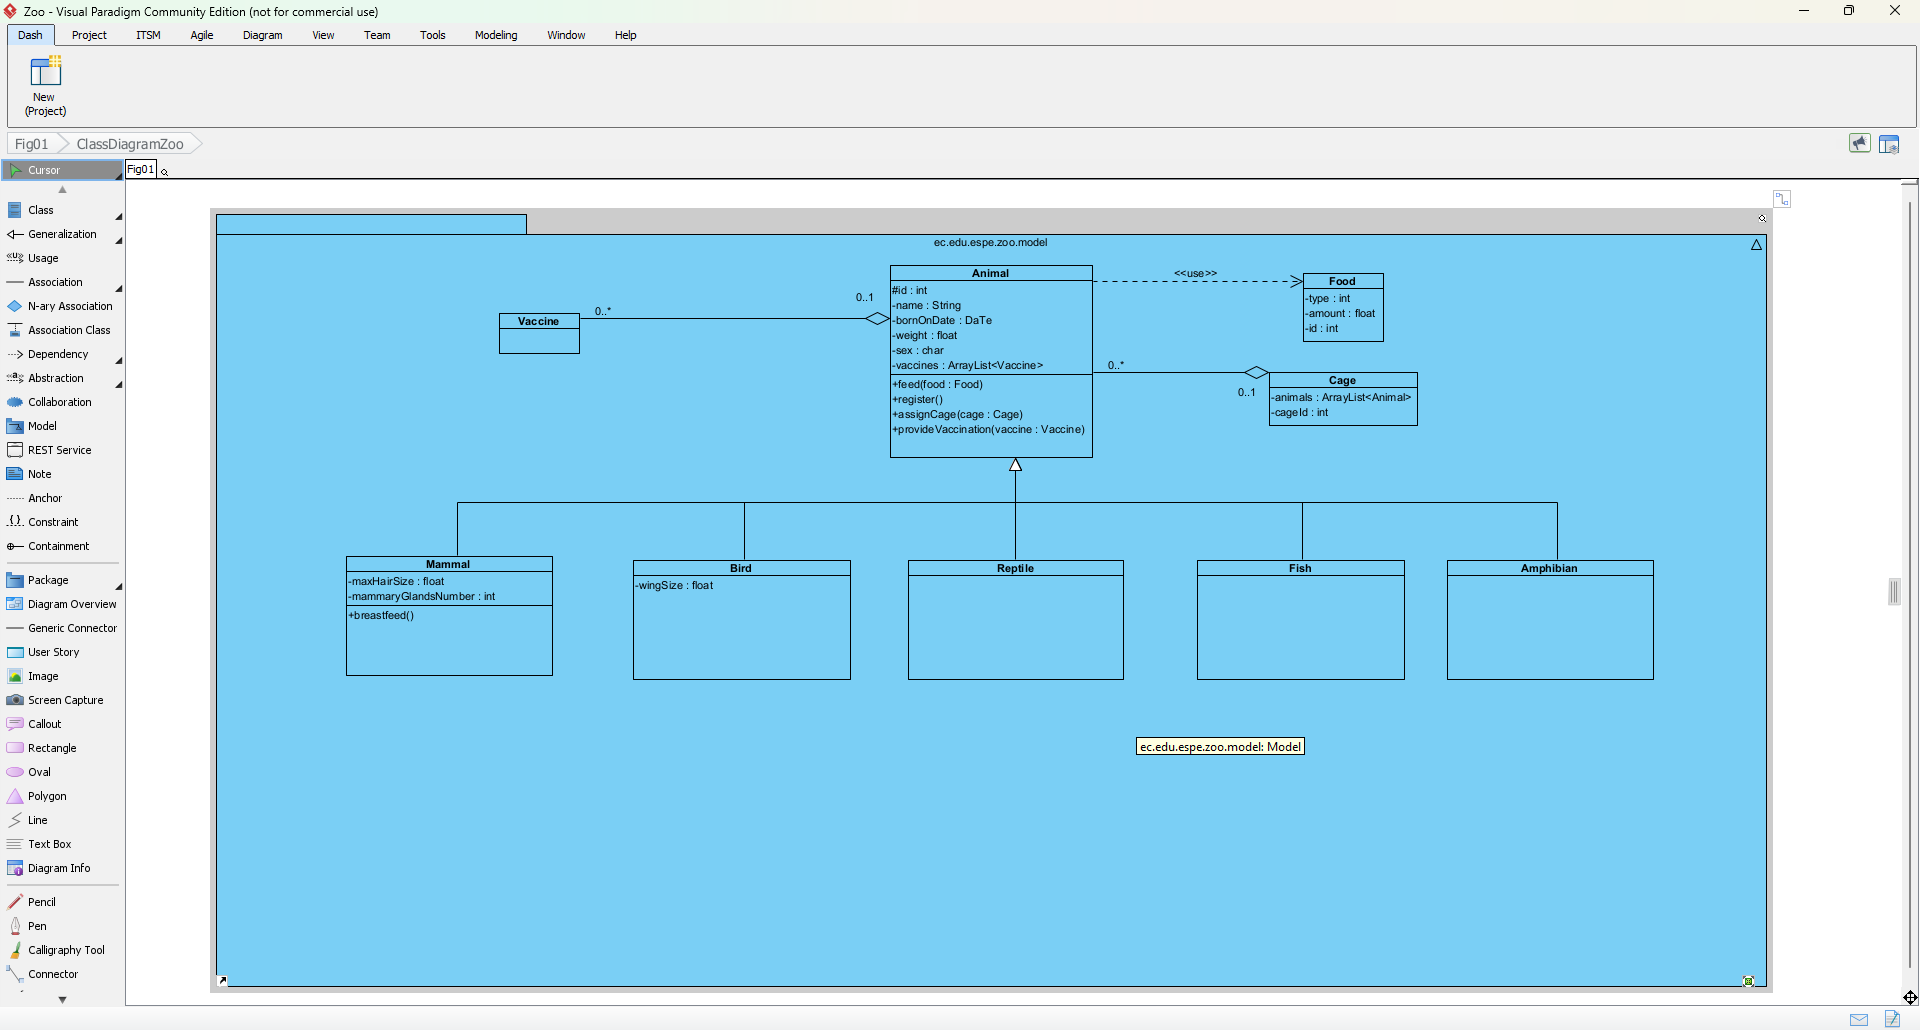 Zoo - Visual Paradigm Community Edition (not for commercial use)
Dash Project ITSM Agile Diagram View Team Tools Modeling Window Help
New
(Project)
Fig01 ClassDiagramZoo
Cursor
Fig01
Class
Generalization
Usage
Association
N-ary Association
Association Class
Dependency
Abstraction
Collaboration
Model
REST Service
Note
Anchor
Constraint
Containment
Package
Diagram Overview
Generic Connector
User Story
Image
Screen Capture
Callout
Rectangle
Oval
Polygon
Line
Text Box
Diagram Info
Pencil
Pen
Calligraphy Tool
Connector
ec.edu.espe.zoo.model
Vaccine
0..*
0..1
Animal
#id : int
-name : String
-bornOnDate : DaTe
-weight : float
-sex : char
-vaccines : ArrayList<Vaccine>
+feed(food : Food)
+register()
+assignCage(cage : Cage)
+provideVaccination(vaccine : Vaccine)
<<use>>
Food
-type : int
-amount : float
-id : int
0..*
0..1
Cage
-animals : ArrayList<Animal>
-cageId : int
Mammal
-maxHairSize : float
-mammaryGlandsNumber : int
+breastfeed()
Bird
-wingSize : float
Reptile
Fish
Amphibian
ec.edu.espe.zoo.model: Model